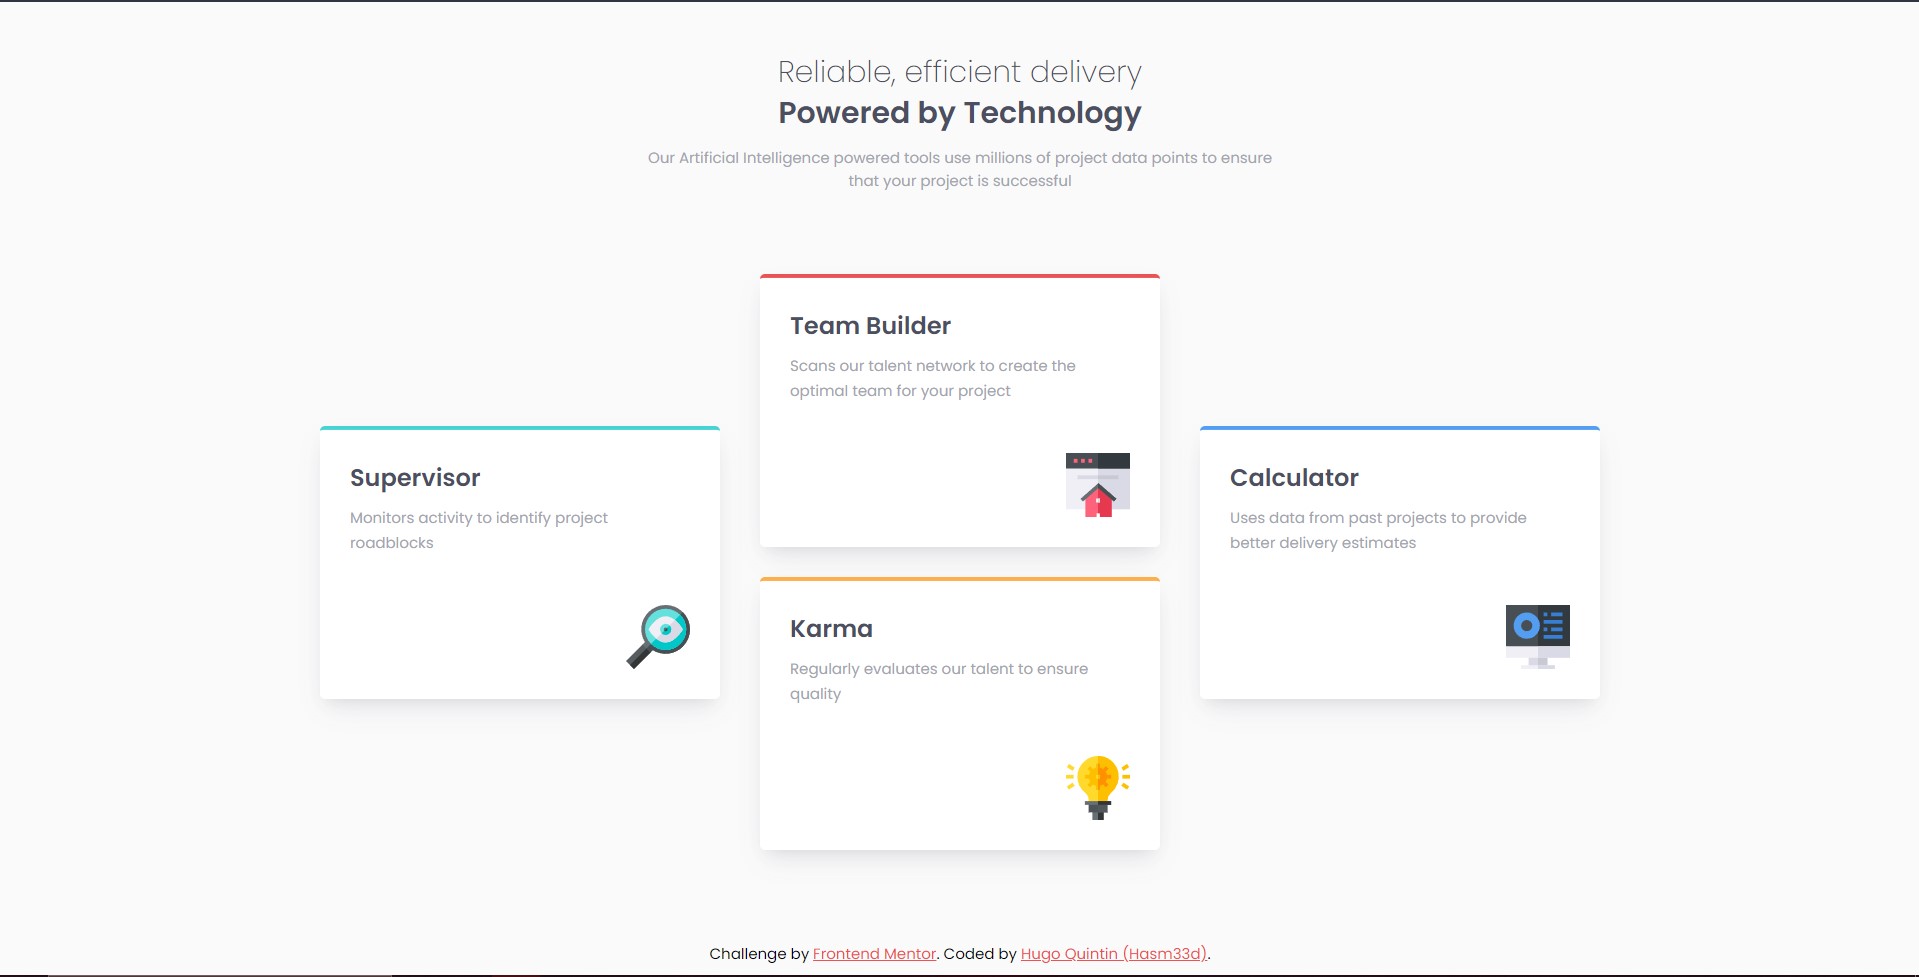 Reliable, efficient delivery
Powered by Technology
Our Artificial Intelligence powered tools use millions of project data points to ensure
that your project is successful
Supervisor
Monitors activity to identify project
roadblocks
Team Builder
Scans our talent network to create the
optimal team for your project
Karma
Regularly evaluates our talent to ensure
quality
Calculator
Uses data from past projects to provide
better delivery estimates
Challenge by Frontend Mentor. Coded by Hugo Quintin (Hasm33d).